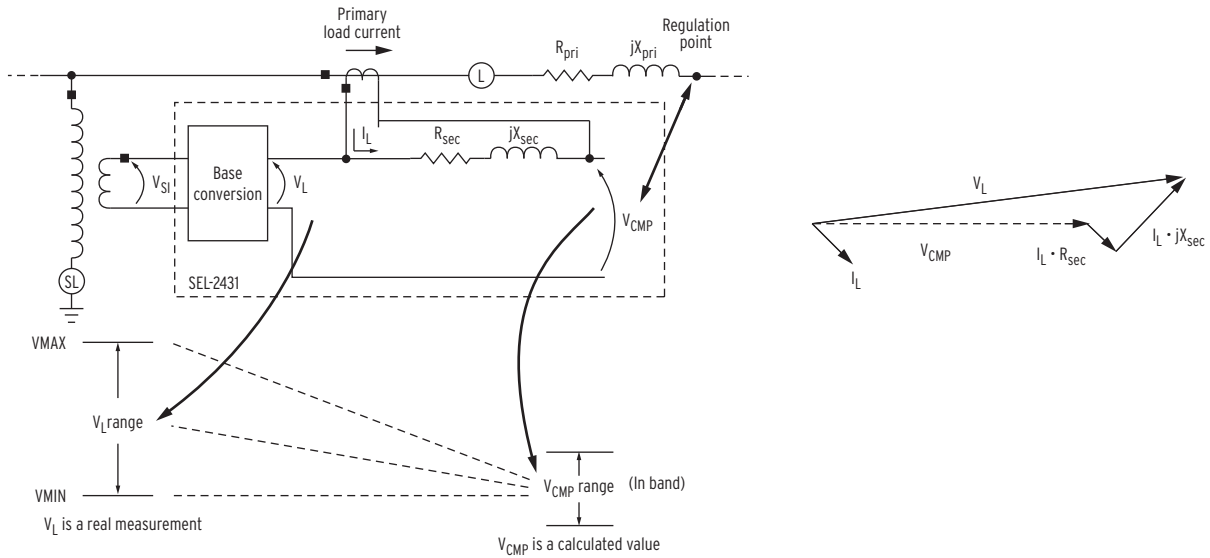 Primary
load current
Regulation
point
R_pri
jX_pri
L
I_L
R_sec
jX_sec
Base
conversion
V_SI
V_L
V_CMP
SEL-2431
SL
V_L
V_CMP
I_L • R_sec
I_L • jX_sec
I_L
VMAX
V_L range
VMIN
V_L is a real measurement
V_CMP range
(In band)
V_CMP is a calculated value